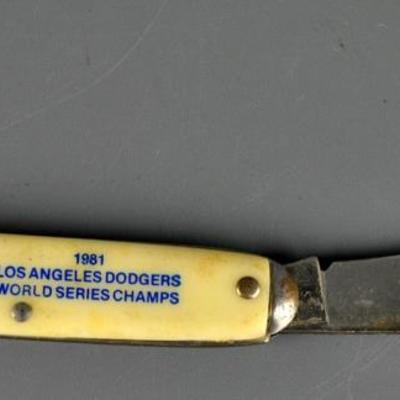 1981
LOS ANGELES DODGERS
WORLD SERIES CHAMPS